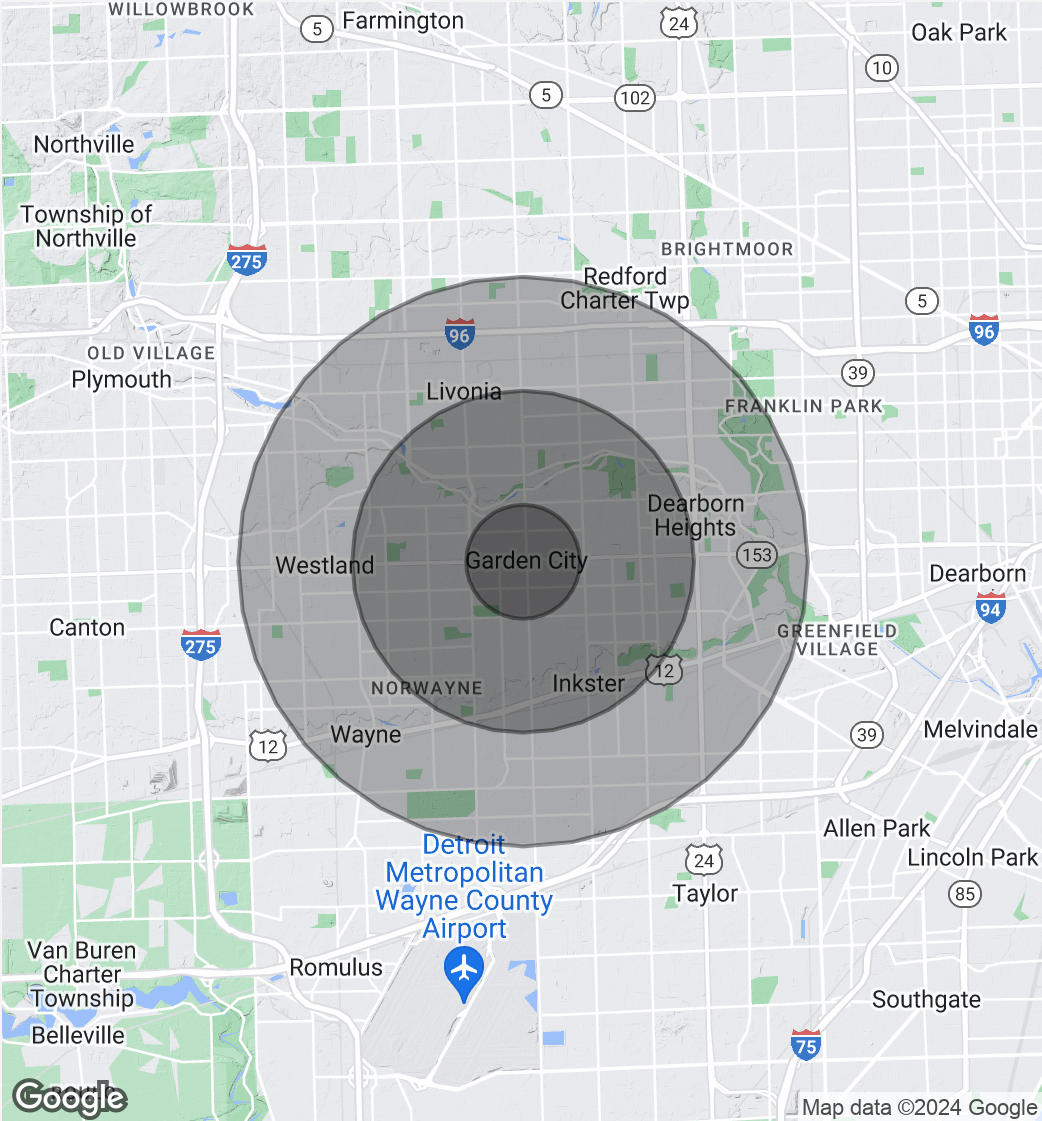 WILLOWBROOK
5
Farmington
24
Oak Park
10
5
102
Northville
Township of
Northville
BRIGHTMOOR
275
Redford
Charter Twp
5
96
96
OLD VILLAGE
Plymouth
39
Livonia
FRANKLIN PARK
Dearborn
Heights
153
Westland
Garden City
Dearborn
94
Canton
275
GREENFIELD
VILLAGE
12
Inkster
NORWAYNE
Wayne
12
39
Melvindale
Allen Park
Detroit
Metropolitan
Wayne County
Airport
24
Lincoln Park
Taylor
85
Van Buren
Charter
Township
Romulus
Belleville
Southgate
75
Google
Map data ©2024 Google